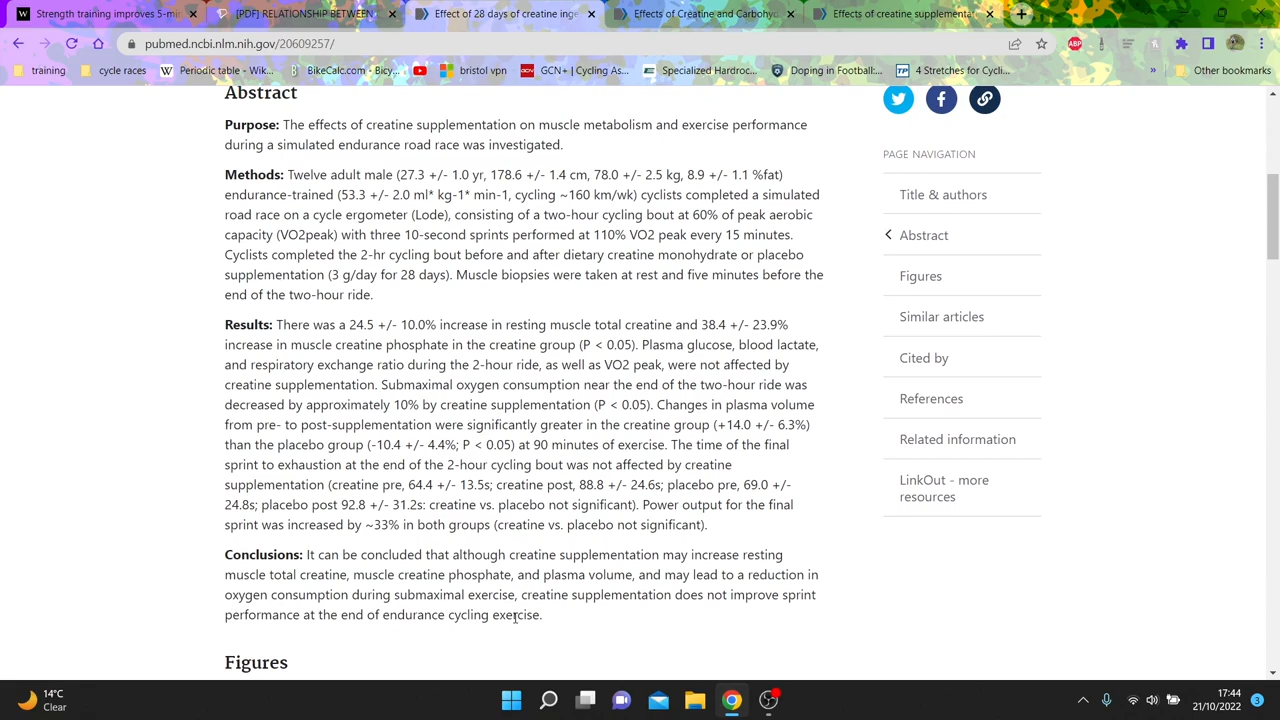 Strength training improves 5-min
[PDF] RELATIONSHIP BETWEEN
Effect of 28 days of creatine inge
Effects of Creatine and Carbohyd
Effects of creatine supplementat
pubmed.ncbi.nlm.nih.gov/20609257/
training
cycle races
Periodic table - Wik...
BikeCalc.com - Bicy...
bristol vpn
GCN+ | Cycling As...
Specialized Hardroc...
Doping in Football:...
4 Stretches for Cycli...
»
Other bookmarks
Abstract
Purpose: The effects of creatine supplementation on muscle metabolism and exercise performance
during a simulated endurance road race was investigated.
Methods: Twelve adult male (27.3 +/- 1.0 yr, 178.6 +/- 1.4 cm, 78.0 +/- 2.5 kg, 8.9 +/- 1.1 %fat)
endurance-trained (53.3 +/- 2.0 ml* kg-1* min-1, cycling ~160 km/wk) cyclists completed a simulated
road race on a cycle ergometer (Lode), consisting of a two-hour cycling bout at 60% of peak aerobic
capacity (VO2peak) with three 10-second sprints performed at 110% VO2 peak every 15 minutes.
Cyclists completed the 2-hr cycling bout before and after dietary creatine monohydrate or placebo
supplementation (3 g/day for 28 days). Muscle biopsies were taken at rest and five minutes before the
end of the two-hour ride.
Results: There was a 24.5 +/- 10.0% increase in resting muscle total creatine and 38.4 +/- 23.9%
increase in muscle creatine phosphate in the creatine group (P < 0.05). Plasma glucose, blood lactate,
and respiratory exchange ratio during the 2-hour ride, as well as VO2 peak, were not affected by
creatine supplementation. Submaximal oxygen consumption near the end of the two-hour ride was
decreased by approximately 10% by creatine supplementation (P < 0.05). Changes in plasma volume
from pre- to post-supplementation were significantly greater in the creatine group (+14.0 +/- 6.3%)
than the placebo group (-10.4 +/- 4.4%; P < 0.05) at 90 minutes of exercise. The time of the final
sprint to exhaustion at the end of the 2-hour cycling bout was not affected by creatine
supplementation (creatine pre, 64.4 +/- 13.5s; creatine post, 88.8 +/- 24.6s; placebo pre, 69.0 +/-
24.8s; placebo post 92.8 +/- 31.2s: creatine vs. placebo not significant). Power output for the final
sprint was increased by ~33% in both groups (creatine vs. placebo not significant).
Conclusions: It can be concluded that although creatine supplementation may increase resting
muscle total creatine, muscle creatine phosphate, and plasma volume, and may lead to a reduction in
oxygen consumption during submaximal exercise, creatine supplementation does not improve sprint
performance at the end of endurance cycling exercise.
Figures
PAGE NAVIGATION
Title & authors
Abstract
Figures
Similar articles
Cited by
References
Related information
LinkOut - more
resources
14°C
Clear
17:44
21/10/2022
3